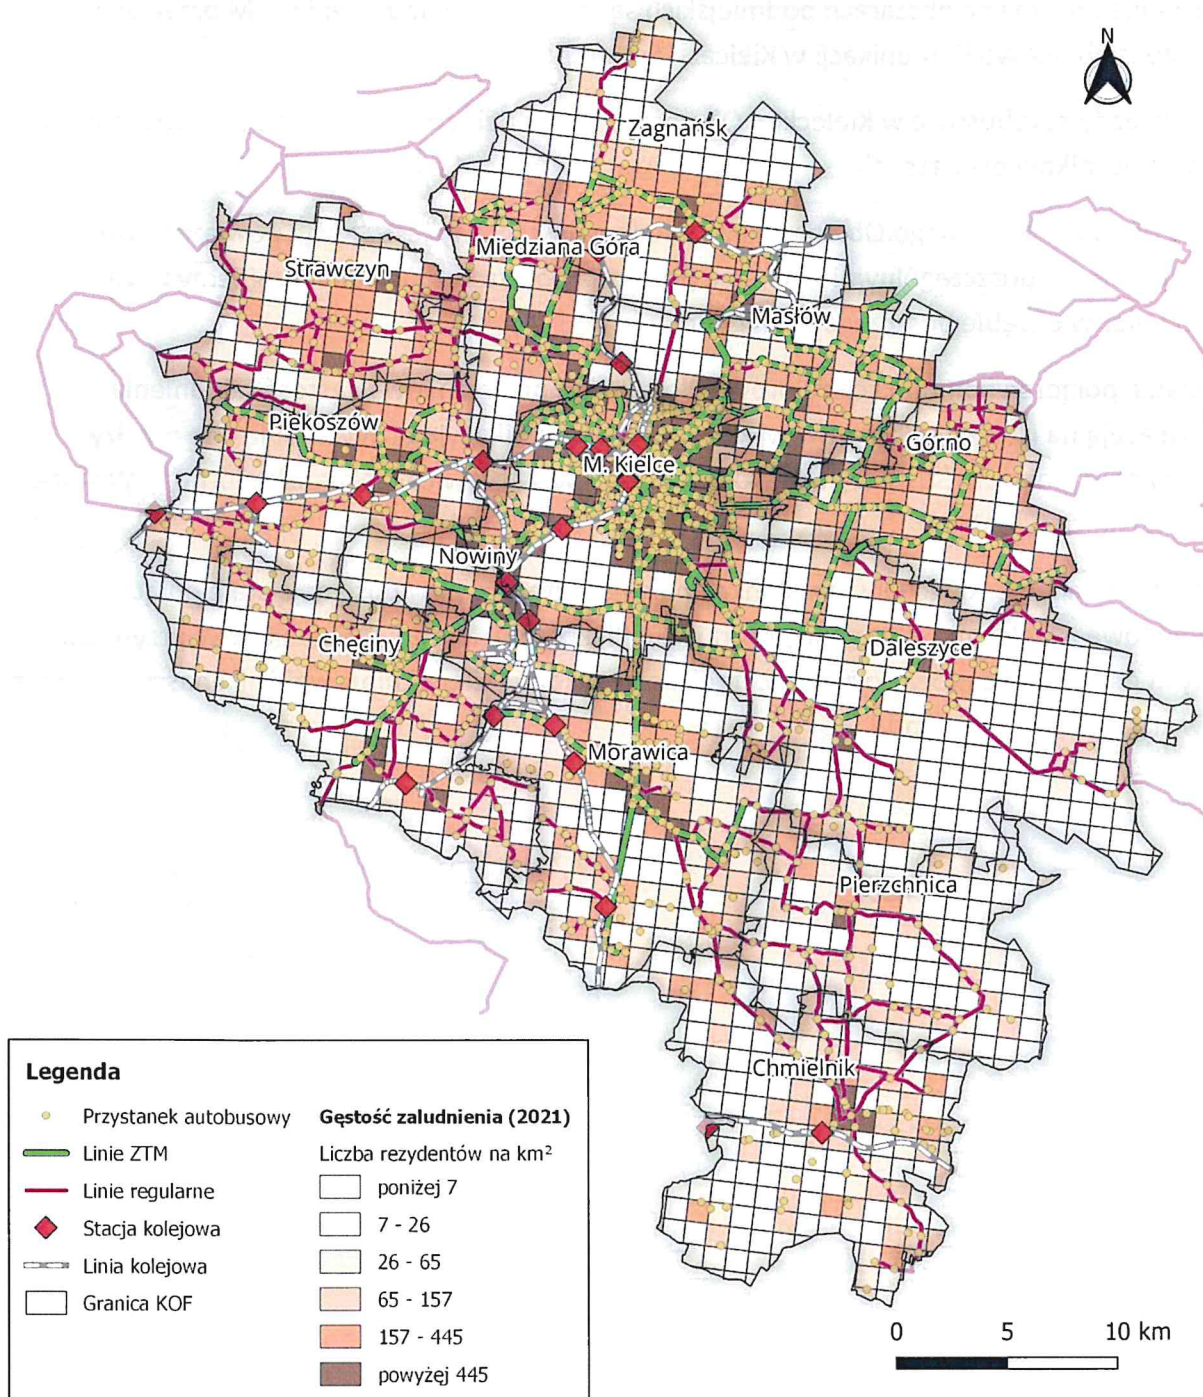 N
Zagnańsk
Miedziana Góra
Strawczyn
Masłów
Piekoszów
Górno
M. Kielce
Nowiny
Chęciny
Daleszyce
Morawica
Pierzchnica
Chmielnik
Legenda
Przystanek autobusowy
Linie ZTM
Linie regularne
Stacja kolejowa
Linia kolejowa
Granica KOF
Gęstość zaludnienia (2021)
Liczba rezydentów na km²
poniżej 7
7 - 26
26 - 65
65 - 157
157 - 445
powyżej 445
0 5 10 km